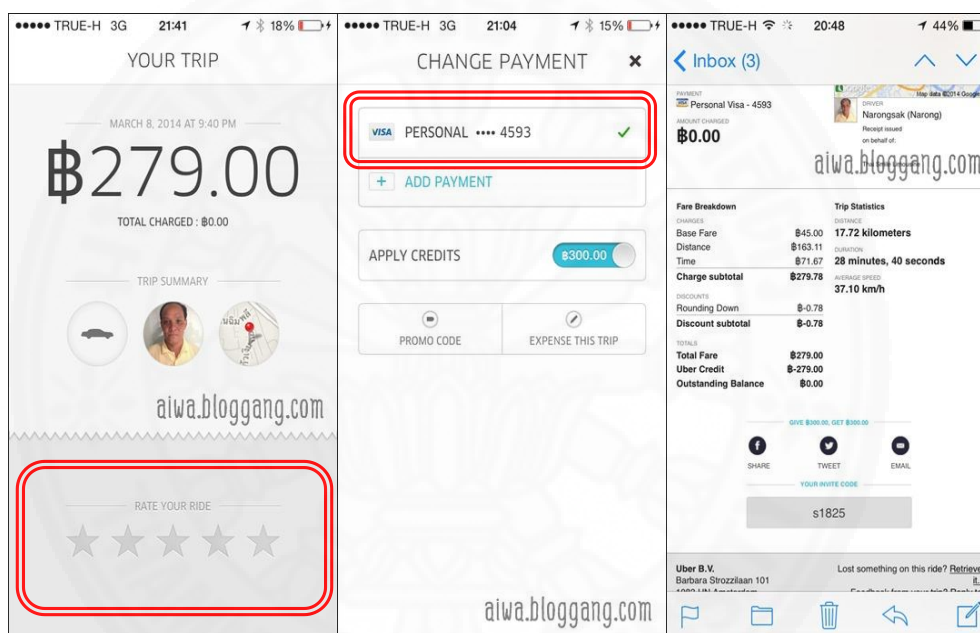 TRUE-H 3G 21:41 18%
YOUR TRIP
MARCH 8, 2014 AT 9:40 PM
฿279.00
TOTAL CHARGED : ฿0.00
TRIP SUMMARY
aiwa.bloggang.com
RATE YOUR RIDE
TRUE-H 3G 21:04 15%
CHANGE PAYMENT
VISA PERSONAL •••• 4593
+ ADD PAYMENT
APPLY CREDITS ฿300.00
PROMO CODE EXPENSE THIS TRIP
aiwa.bloggang.com
TRUE-H 20:48 44%
Inbox (3)
Map data ©2014 Google
PAYMENT
Personal Visa - 4593
AMOUNT CHARGED
฿0.00
DRIVER
Narongsak (Narong)
Receipt issued
on behalf of:
aiwa.bloggang.com
Fare Breakdown
CHARGES
Base Fare ฿45.00
Distance ฿163.11
Time ฿71.67
Charge subtotal ฿279.78
DISCOUNTS
Rounding Down ฿-0.78
Discount subtotal ฿-0.78
TOTALS
Total Fare ฿279.00
Uber Credit ฿-279.00
Outstanding Balance ฿0.00
Trip Statistics
DISTANCE
17.72 kilometers
DURATION
28 minutes, 40 seconds
AVERAGE SPEED
37.10 km/h
GIVE ฿300.00, GET ฿300.00
SHARE TWEET EMAIL
YOUR INVITE CODE
s1825
Uber B.V.
Barbara Strozzilaan 101
Lost something on this ride? Retrieve
it.